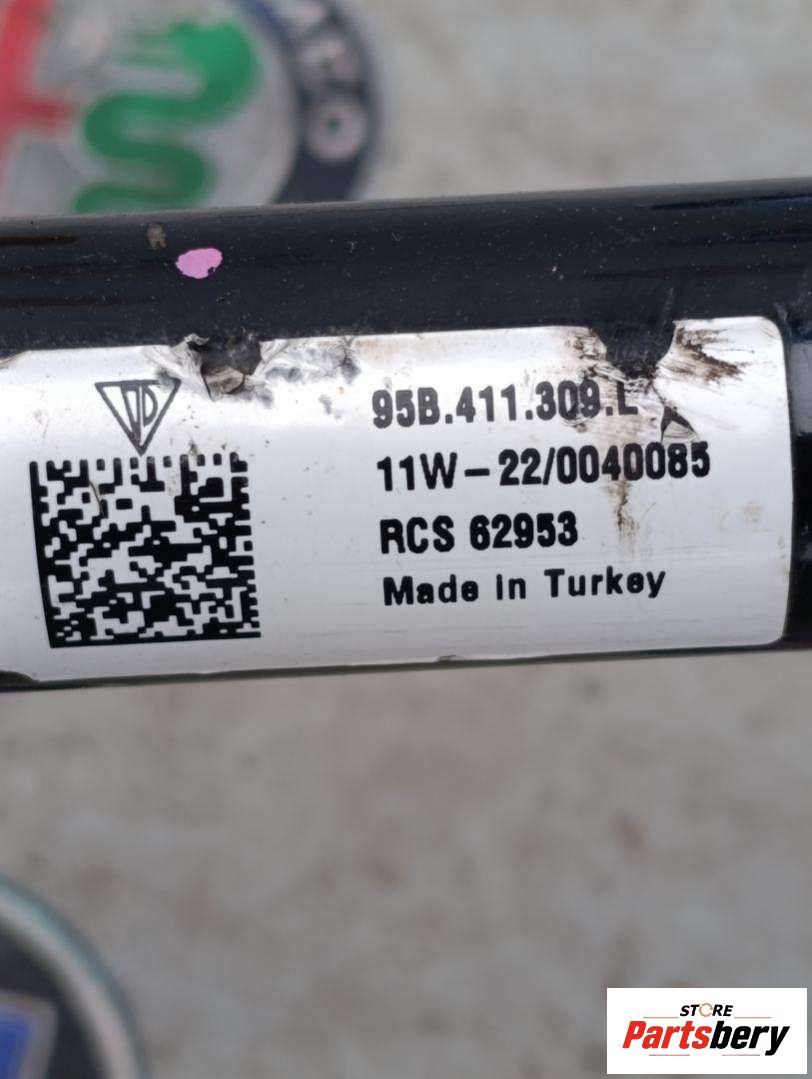 95B.411.309.L
11W-22/0040085
RCS 62953
Made in Turkey
STORE
Partsbery